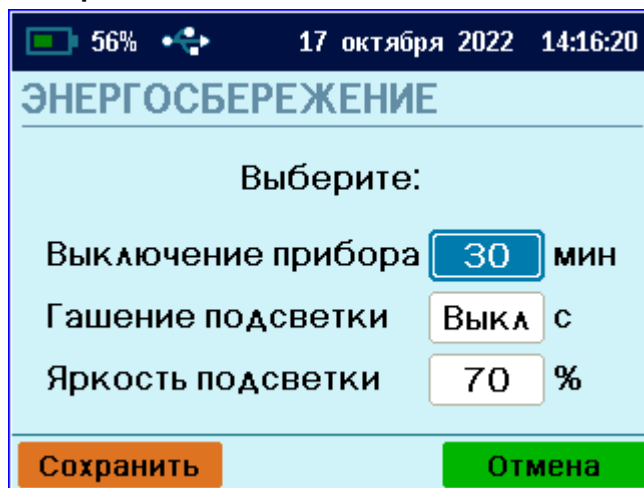 56% 17 октября 2022 14:16:20
ЭНЕРГОСБЕРЕЖЕНИЕ
Выберите:
Выключение прибора 30 мин
Гашение подсветки Выкл с
Яркость подсветки 70 %
Сохранить Отмена